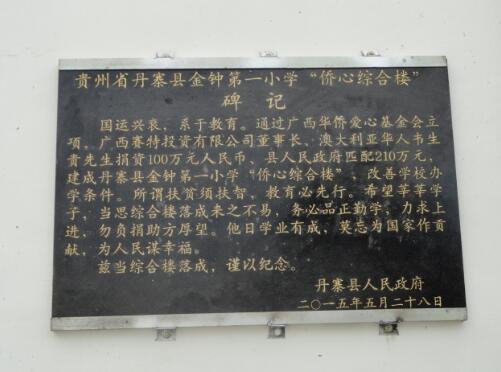 贵州省丹寨县金钟第一小学“侨心综合楼”
碑记
国运兴衰，系于教育。通过广西华侨爱心基金会立
项，广西赛特投资有限公司董事长、澳大利亚华人韦生
贵先生捐资100万元人民币、县人民政府匹配210万元，
建成丹寨县金钟第一小学“侨心综合楼”，改善学校办
学条件。所谓扶贫须扶智、教育必先行，希望莘莘学
子，当思综合楼落成来之不易，务必品正勤学，力求上
进，勿负捐助方厚望。他日学业有成，莫忘为国家作贡
献，为人民谋幸福。
兹当综合楼落成，谨以纪念。
丹寨县人民政府
二〇一五年五月二十八日